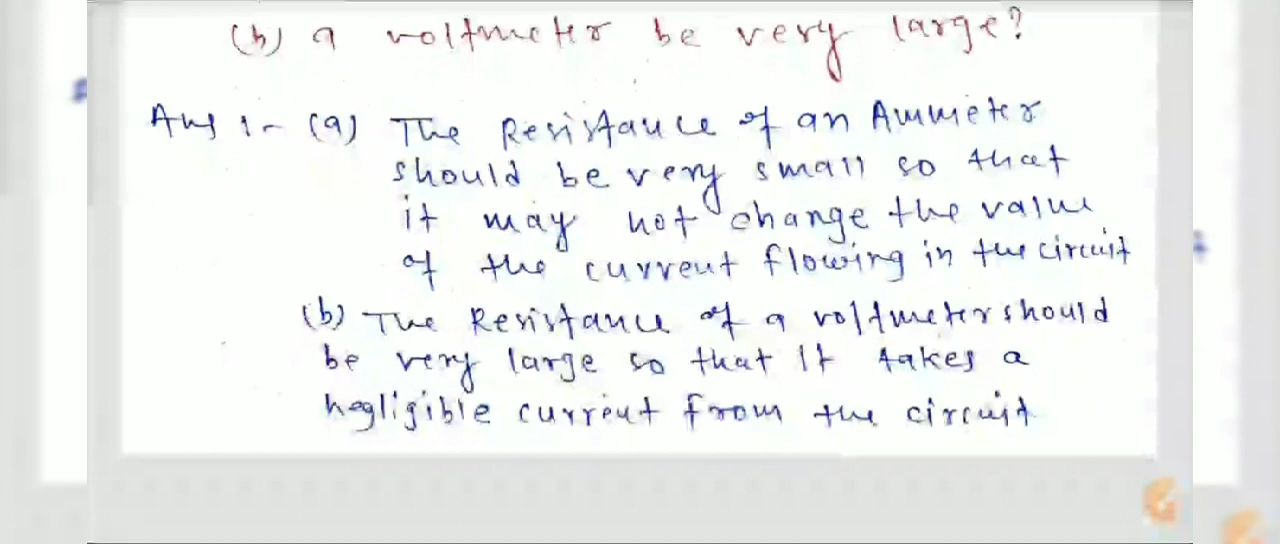 (b) a voltmeter be very large?
Ans 1- (a) The Resistance of an Ammeter
should be very small so that
it may not change the value
of the current flowing in the circuit
(b) The Resistance of a voltmeter should
be very large so that It takes a
negligible current from the circuit